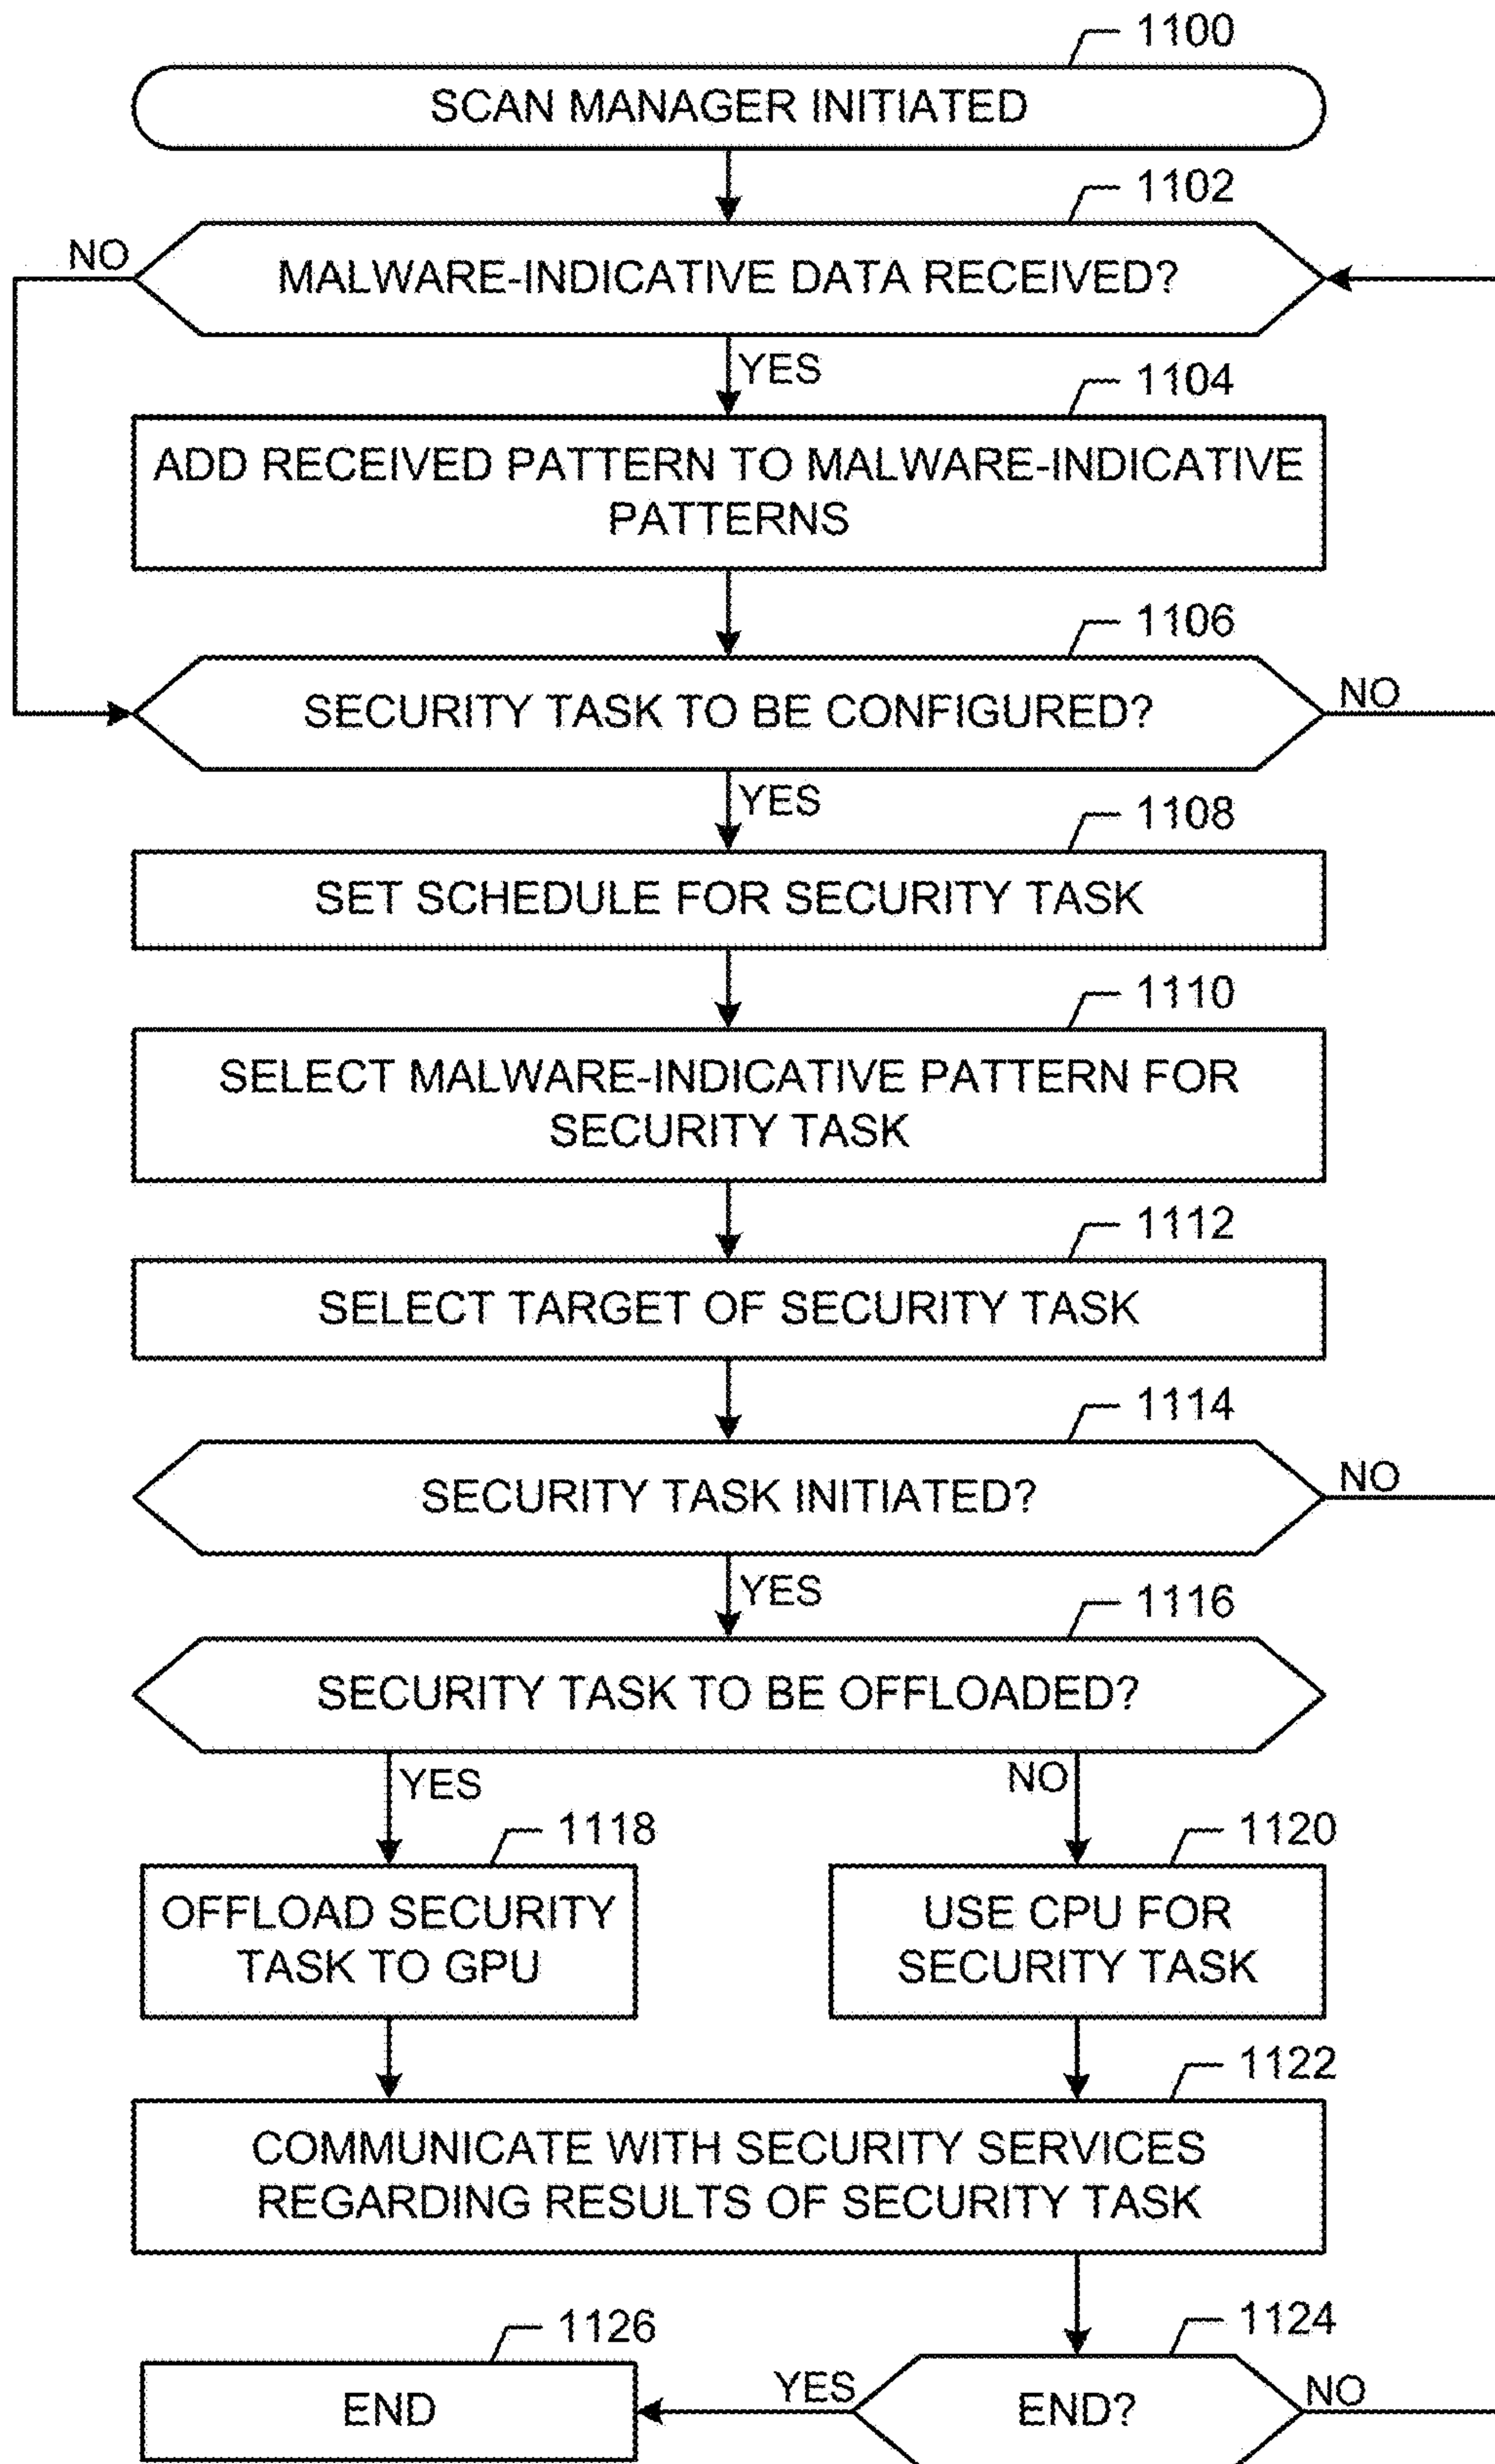 1100
SCAN MANAGER INITIATED
1102
NO
MALWARE-INDICATIVE DATA RECEIVED?
YES
1104
ADD RECEIVED PATTERN TO MALWARE-INDICATIVE
PATTERNS
1106
SECURITY TASK TO BE CONFIGURED?
NO
YES
1108
SET SCHEDULE FOR SECURITY TASK
1110
SELECT MALWARE-INDICATIVE PATTERN FOR
SECURITY TASK
1112
SELECT TARGET OF SECURITY TASK
1114
SECURITY TASK INITIATED?
NO
YES
1116
SECURITY TASK TO BE OFFLOADED?
YES
NO
1118
OFFLOAD SECURITY
TASK TO GPU
1120
USE CPU FOR
SECURITY TASK
1122
COMMUNICATE WITH SECURITY SERVICES
REGARDING RESULTS OF SECURITY TASK
1126
END
1124
YES
END?
NO